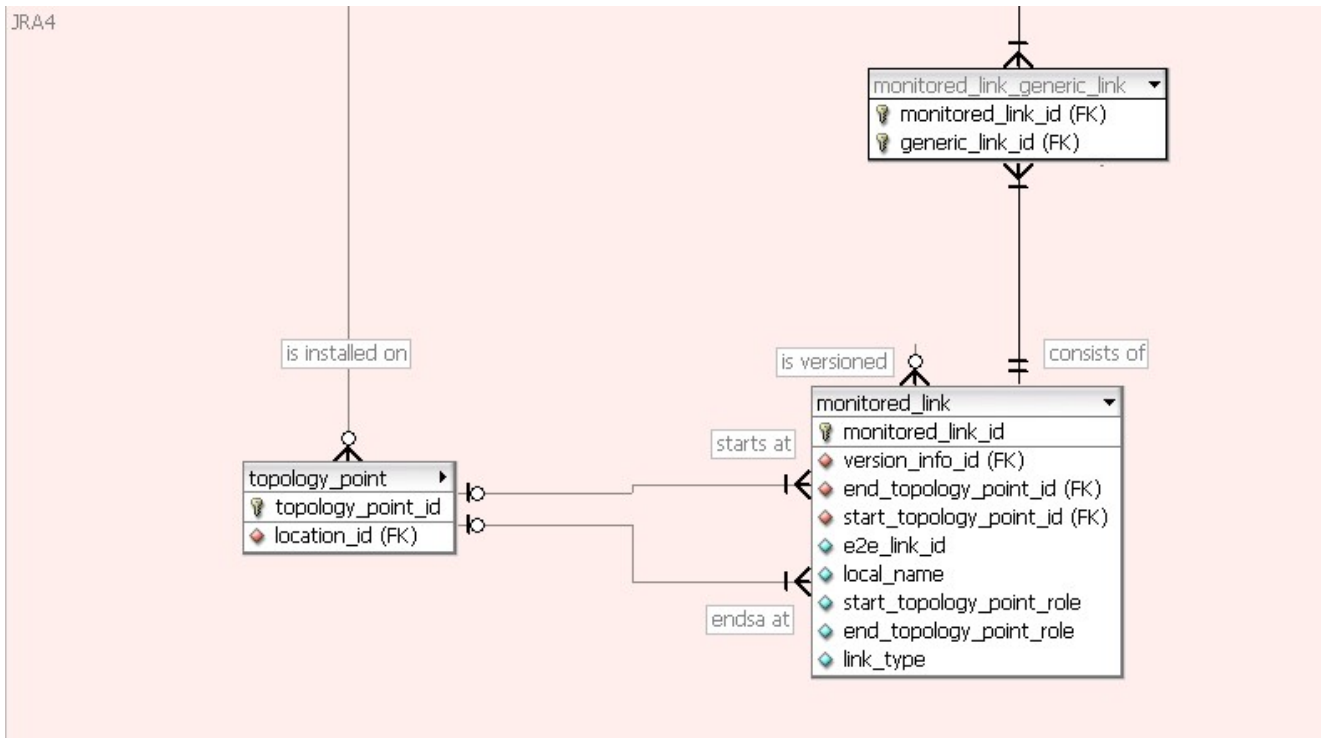 JRA4
monitored_link_generic_link
monitored_link_id (FK)
generic_link_id (FK)
is installed on
is versioned
consists of
topology_point
topology_point_id
location_id (FK)
starts at
endsa at
monitored_link
monitored_link_id
version_info_id (FK)
end_topology_point_id (FK)
start_topology_point_id (FK)
e2e_link_id
local_name
start_topology_point_role
end_topology_point_role
link_type